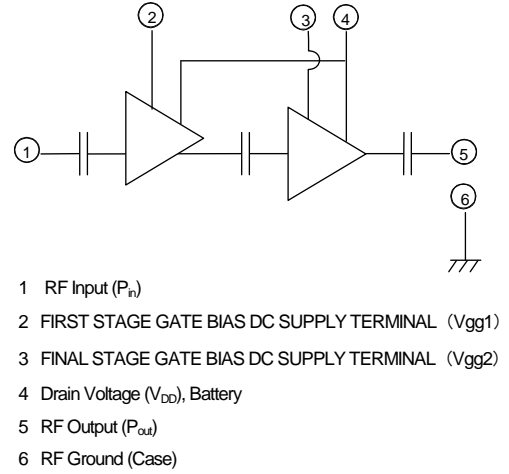 2
3
4
1
5
6
1 RF Input (Pin)
2 FIRST STAGE GATE BIAS DC SUPPLY TERMINAL （Vgg1）
3 FINAL STAGE GATE BIAS DC SUPPLY TERMINAL （Vgg2）
4 Drain Voltage (VDD), Battery
5 RF Output (Pout)
6 RF Ground (Case)